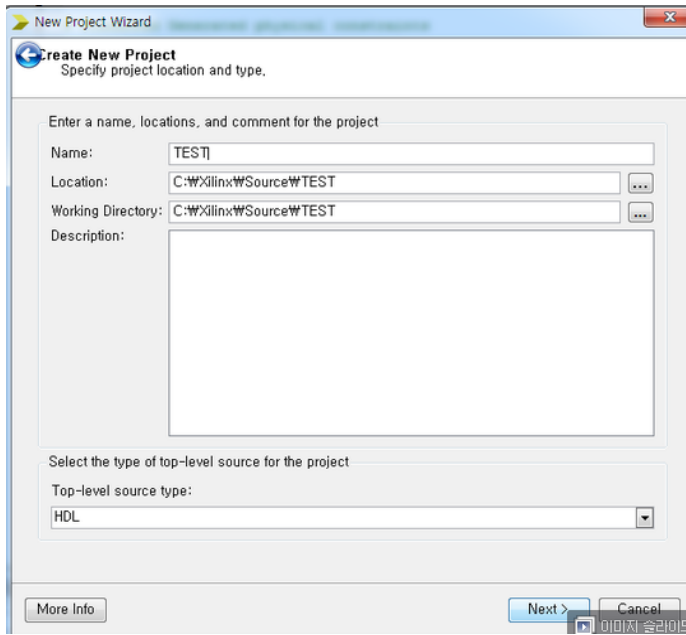 New Project Wizard
Create New Project
Specify project location and type.
Enter a name, locations, and comment for the project
Name:
TEST
Location:
C:₩Xilinx₩Source₩TEST
...
Working Directory:
C:₩Xilinx₩Source₩TEST
...
Description:
Select the type of top-level source for the project
Top-level source type:
HDL
More Info
Next >
Cancel
이미지 슬라이드